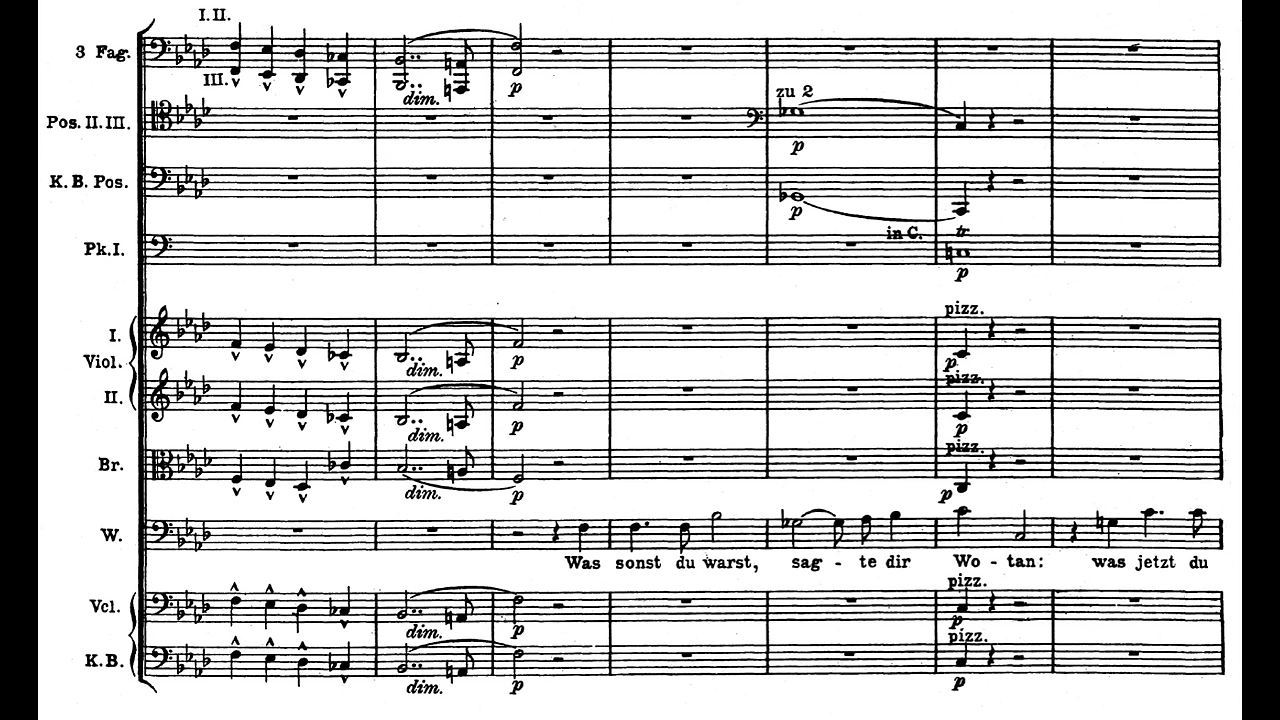 I. II.
3 Fag.
III.
dim.
p
zu 2
Pos. II. III.
p
K. B. Pos.
p
in C.
tr
Pk. I.
p
pizz.
I.
dim.
p
p
Viol.
pizz.
II.
dim.
p
p
pizz.
Br.
dim.
p
p
W.
Was sonst du warst, sag - te dir Wo - tan: was jetzt du
pizz.
Vcl.
dim.
p
p
pizz.
K. B.
dim.
p
p